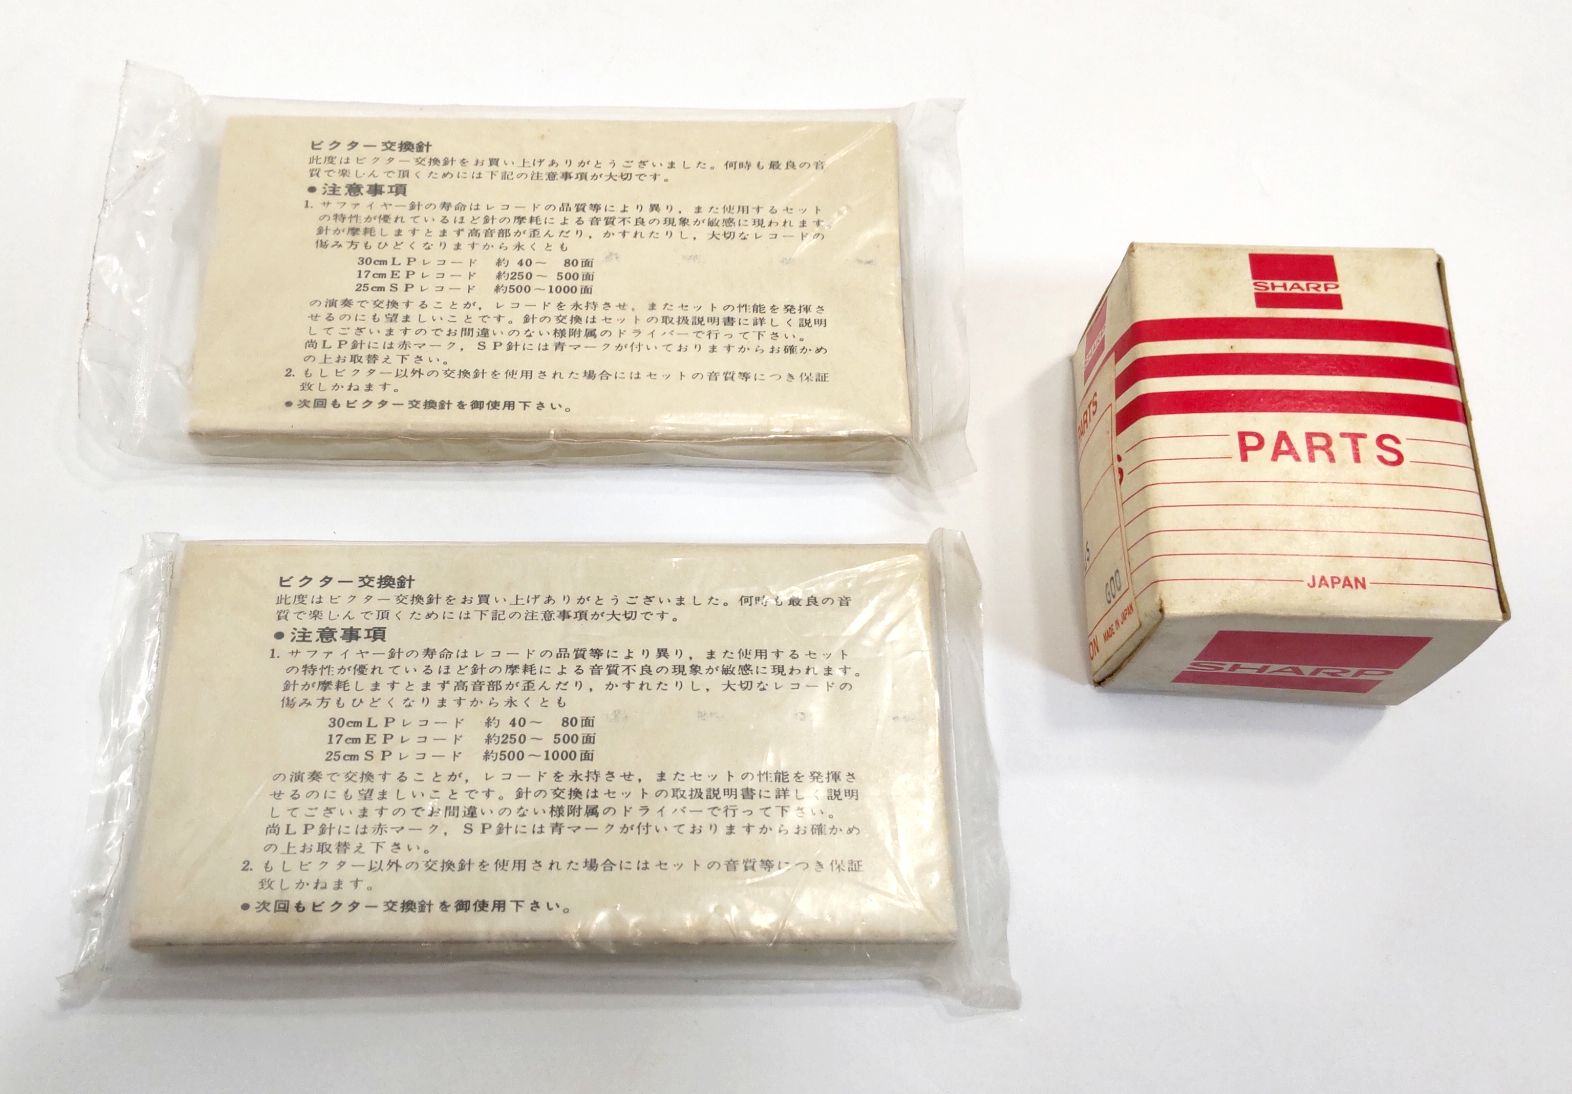 ビクター交換針
此度はビクター交換針をお買い上げありがとうございました。何時も最良の音
質で楽しんで頂くためには下記の注意事項が大切です。
●注意事項
1. サファイヤー針の寿命はレコードの品質等により異り，また使用するセット
の特性が優れているほど針の摩耗による音質不良の現象が敏感に現われます。
針が摩耗しますとまず高音部が歪んだり，かすれたりし，大切なレコードの
傷み方もひどくなりますから永くとも
30cmＬＰレコード 約 40～ 80面
17cmＥＰレコード 約250～ 500面
25cmＳＰレコード 約500～1000面
の演奏で交換することが，レコードを永持させ，またセットの性能を発揮さ
せるのにも望ましいことです。針の交換はセットの取扱説明書に詳しく説明
してございますのでお間違いのない様附属のドライバーで行って下さい。
尚ＬＰ針には赤マーク，ＳＰ針には青マークが付いておりますからお確かめ
の上お取替え下さい。
2. もしビクター以外の交換針を使用された場合にはセットの音質等につき保証
致しかねます。
●次回もビクター交換針を御使用下さい。
ビクター交換針
此度はビクター交換針をお買い上げありがとうございました。何時も最良の音
質で楽しんで頂くためには下記の注意事項が大切です。
●注意事項
1. サファイヤー針の寿命はレコードの品質等により異り，また使用するセット
の特性が優れているほど針の摩耗による音質不良の現象が敏感に現われます。
針が摩耗しますとまず高音部が歪んだり，かすれたりし，大切なレコードの
傷み方もひどくなりますから永くとも
30cmＬＰレコード 約 40～ 80面
17cmＥＰレコード 約250～ 500面
25cmＳＰレコード 約500～1000面
の演奏で交換することが，レコードを永持させ，またセットの性能を発揮さ
せるのにも望ましいことです。針の交換はセットの取扱説明書に詳しく説明
してございますのでお間違いのない様附属のドライバーで行って下さい。
尚ＬＰ針には赤マーク，ＳＰ針には青マークが付いておりますからお確かめ
の上お取替え下さい。
2. もしビクター以外の交換針を使用された場合にはセットの音質等につき保証
致しかねます。
●次回もビクター交換針を御使用下さい。
SHARP
PARTS
JAPAN
SHARP
SHARP
PARTS
GOO
MADE IN JAPAN